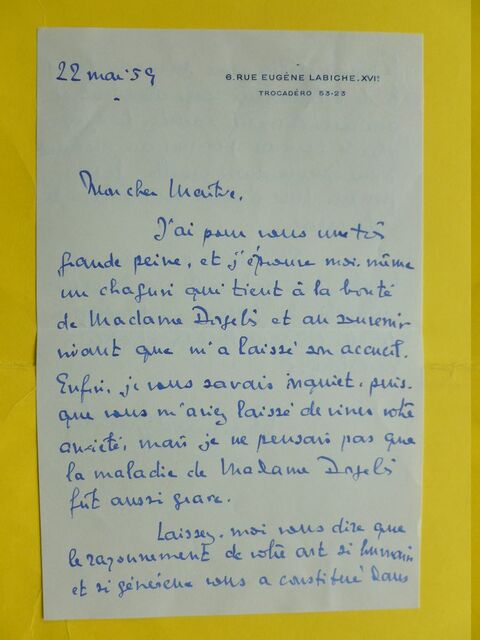 22 mai 59
6. RUE EUGÈNE LABICHE. XVIᵉ
TROCADÉRO 53-23
Mon cher Maître,
J'ai pour vous une très
grande peine, et j'éprouve moi-même
un chagrin qui tient à la bonté
de Madame Dorgelès et au souvenir
vivant que m'a laissé son accueil.
Enfin, je vous savais inquiet, puis-
que vous m'aviez laissé deviner votre
anxiété, mais je ne pensais pas que
la maladie de Madame Dorgelès
fût aussi grave.
Laissez-moi vous dire que
le rayonnement de votre art si humain
et si généreux vous a constitué dans